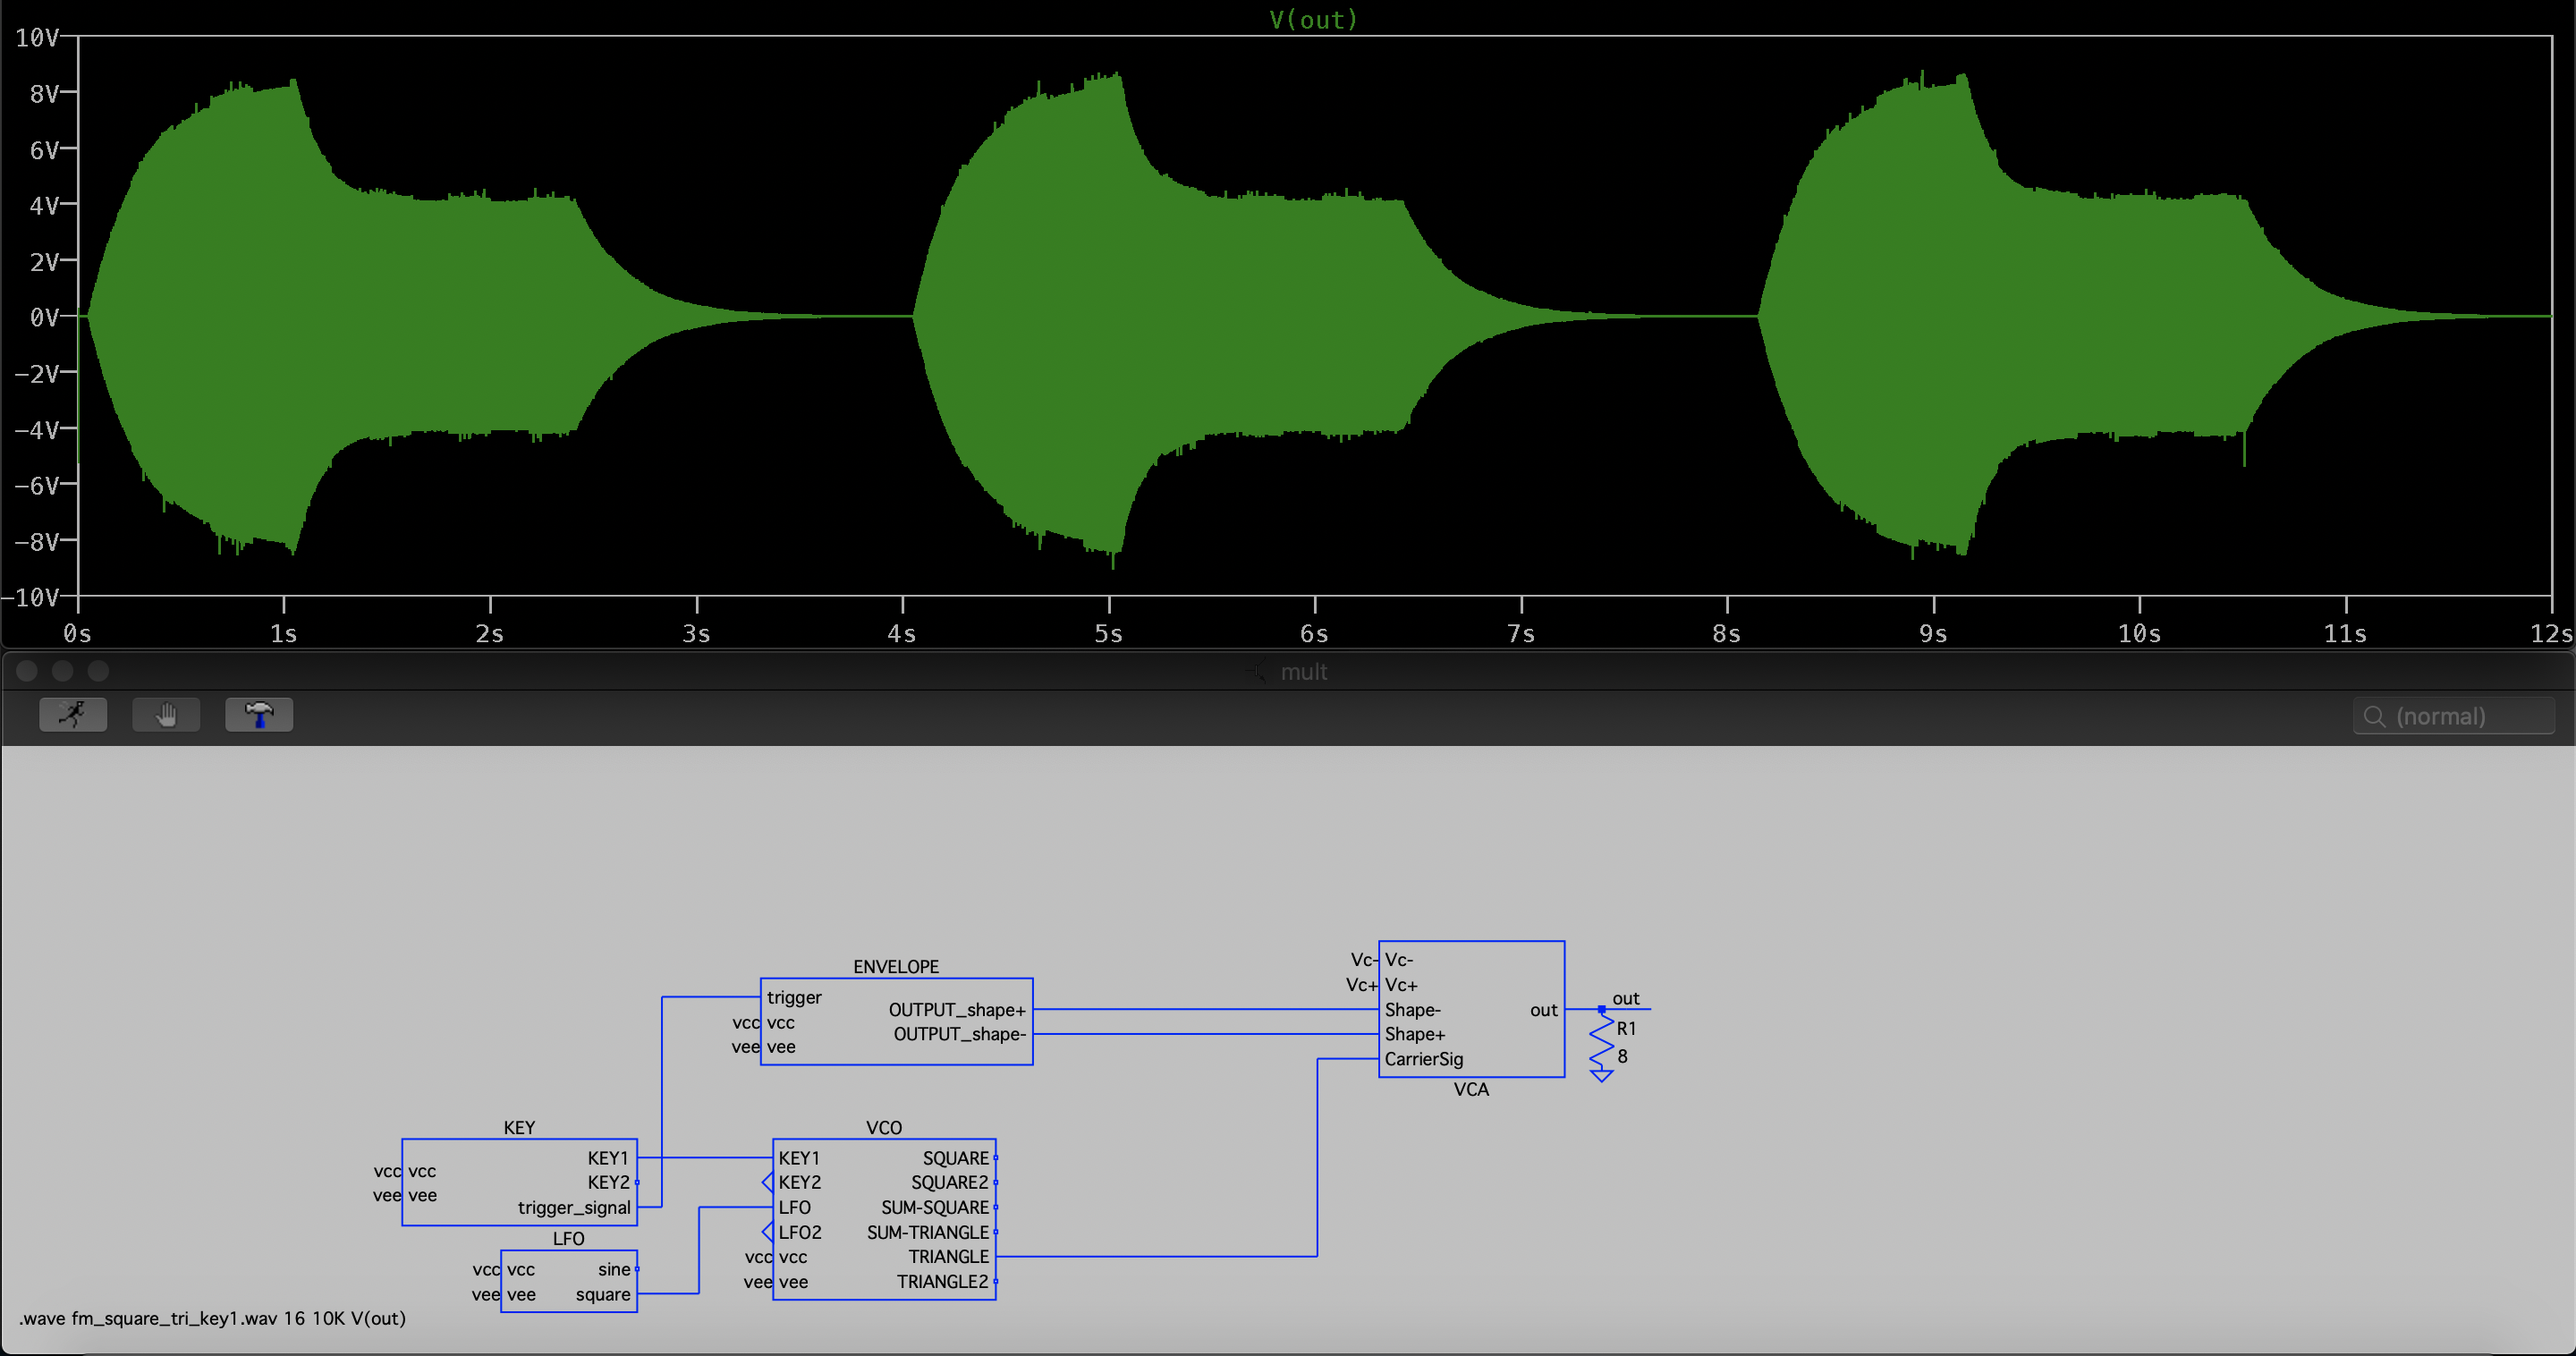 V(out)
10V
8V
6V
4V
2V
0V
−2V
−4V
−6V
−8V
−10V
0s 1s 2s 3s 4s 5s 6s 7s 8s 9s 10s 11s 12s
mult
(normal)
ENVELOPE
trigger
vcc vcc
vee vee
OUTPUT_shape+
OUTPUT_shape-
Vc- Vc-
Vc+ Vc+
Shape-
Shape+
CarrierSig
out
VCA
out
R1
8
KEY
vcc vcc
vee vee
KEY1
KEY2
trigger_signal
VCO
KEY1
KEY2
LFO
LFO2
vcc vcc
vee vee
SQUARE
SQUARE2
SUM-SQUARE
SUM-TRIANGLE
TRIANGLE
TRIANGLE2
LFO
vcc vcc
vee vee
sine
square
.wave fm_square_tri_key1.wav 16 10K V(out)